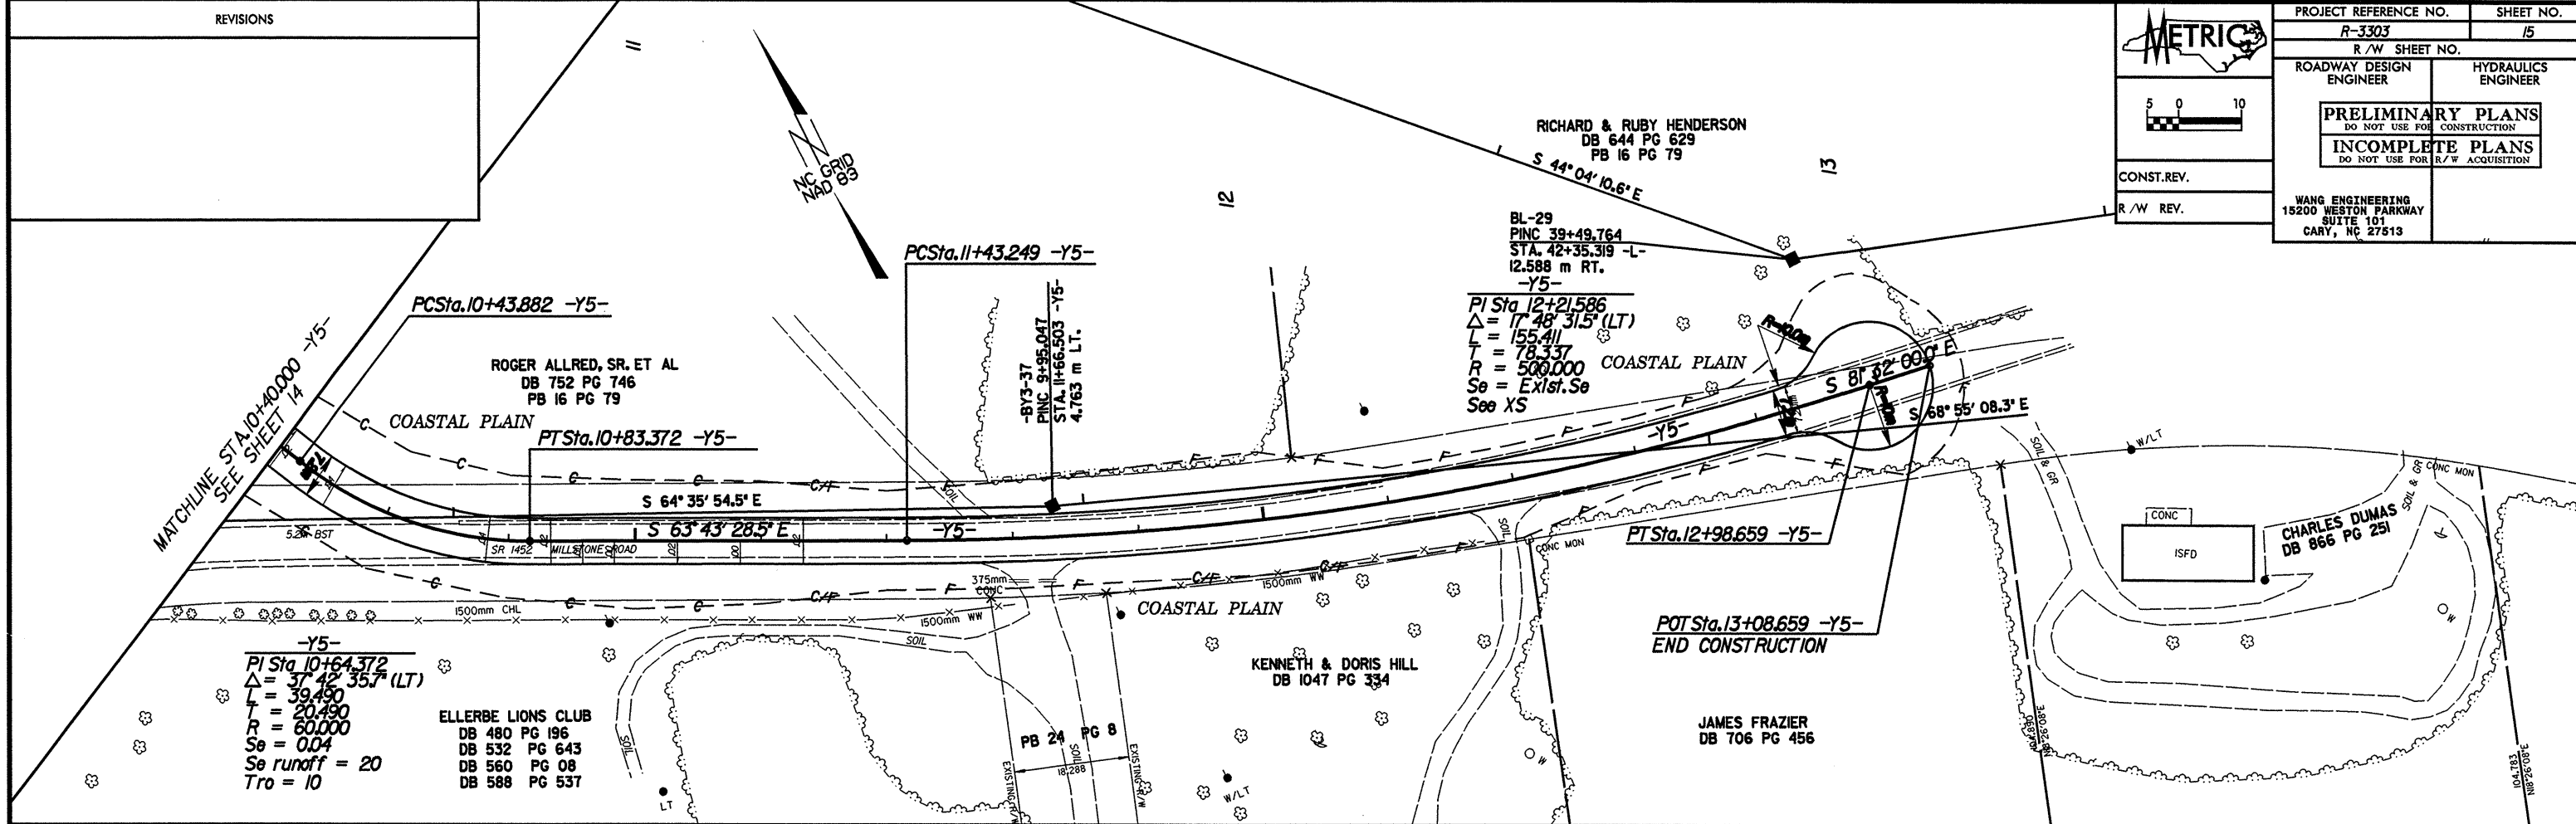 REVISIONS
METRIC
PROJECT REFERENCE NO.
SHEET NO.
R-3303
15
R/W SHEET NO.
ROADWAY DESIGN
ENGINEER
HYDRAULICS
ENGINEER
PRELIMINARY PLANS
DO NOT USE FOR CONSTRUCTION
INCOMPLETE PLANS
DO NOT USE FOR R/W ACQUISITION
5 0 10
CONST.REV.
R/W REV.
WANG ENGINEERING
15200 WESTON PARKWAY
SUITE 101
CARY, NC 27513
11
12
13
NC GRID
NAD 83
RICHARD & RUBY HENDERSON
DB 644 PG 629
PB 16 PG 79
S 44° 04' 10.6" E
BL-29
PINC 39+49.764
STA. 42+35.319 -L-
12.588 m RT.
-Y5-
PI Sta 12+21.586
Δ = 17° 48' 31.5" (LT)
L = 155.411
T = 78.337
R = 500.000
Se = Exist.Se
See XS
COASTAL PLAIN
PCSta.11+43.249 -Y5-
PCSta.10+43.882 -Y5-
-BY3-37
PINC 9+95.047
STA. 11+66.503 -Y5-
4.763 m LT.
MATCHLINE STA.10+40.000 -Y5-
SEE SHEET 14
ROGER ALLRED, SR. ET AL
DB 752 PG 746
PB 16 PG 79
COASTAL PLAIN
PTSta.10+83.372 -Y5-
S 64° 35' 54.5" E
S 63° 43' 28.5" E
-Y5-
SR 1452 MILLSTONE ROAD
SOIL
-Y5-
S 81° 32' 00.0" E
S 68° 55' 08.3" E
PTSta.12+98.659 -Y5-
POTSta.13+08.659 -Y5-
END CONSTRUCTION
CONC MON
SOIL
375mm
CONC
1500mm WW
1500mm WW
1500mm CHL
SOIL
COASTAL PLAIN
-Y5-
PI Sta 10+64.372
Δ = 37° 42' 35.7" (LT)
L = 39.490
T = 20.490
R = 60.000
Se = 0.04
Se runoff = 20
Tro = 10
ELLERBE LIONS CLUB
DB 480 PG 196
DB 532 PG 643
DB 560 PG 08
DB 588 PG 537
SOIL
LT
PB 24 PG 8
SOIL
18.288
EXISTING R/W
EXISTING R/W
W/LT
KENNETH & DORIS HILL
DB 1047 PG 334
W
JAMES FRAZIER
DB 706 PG 456
W/LT
SOIL & GR
SOIL & GR
CONC MON
CONC
ISFD
CHARLES DUMAS
DB 866 PG 251
W
104.783
N18°26'08"E